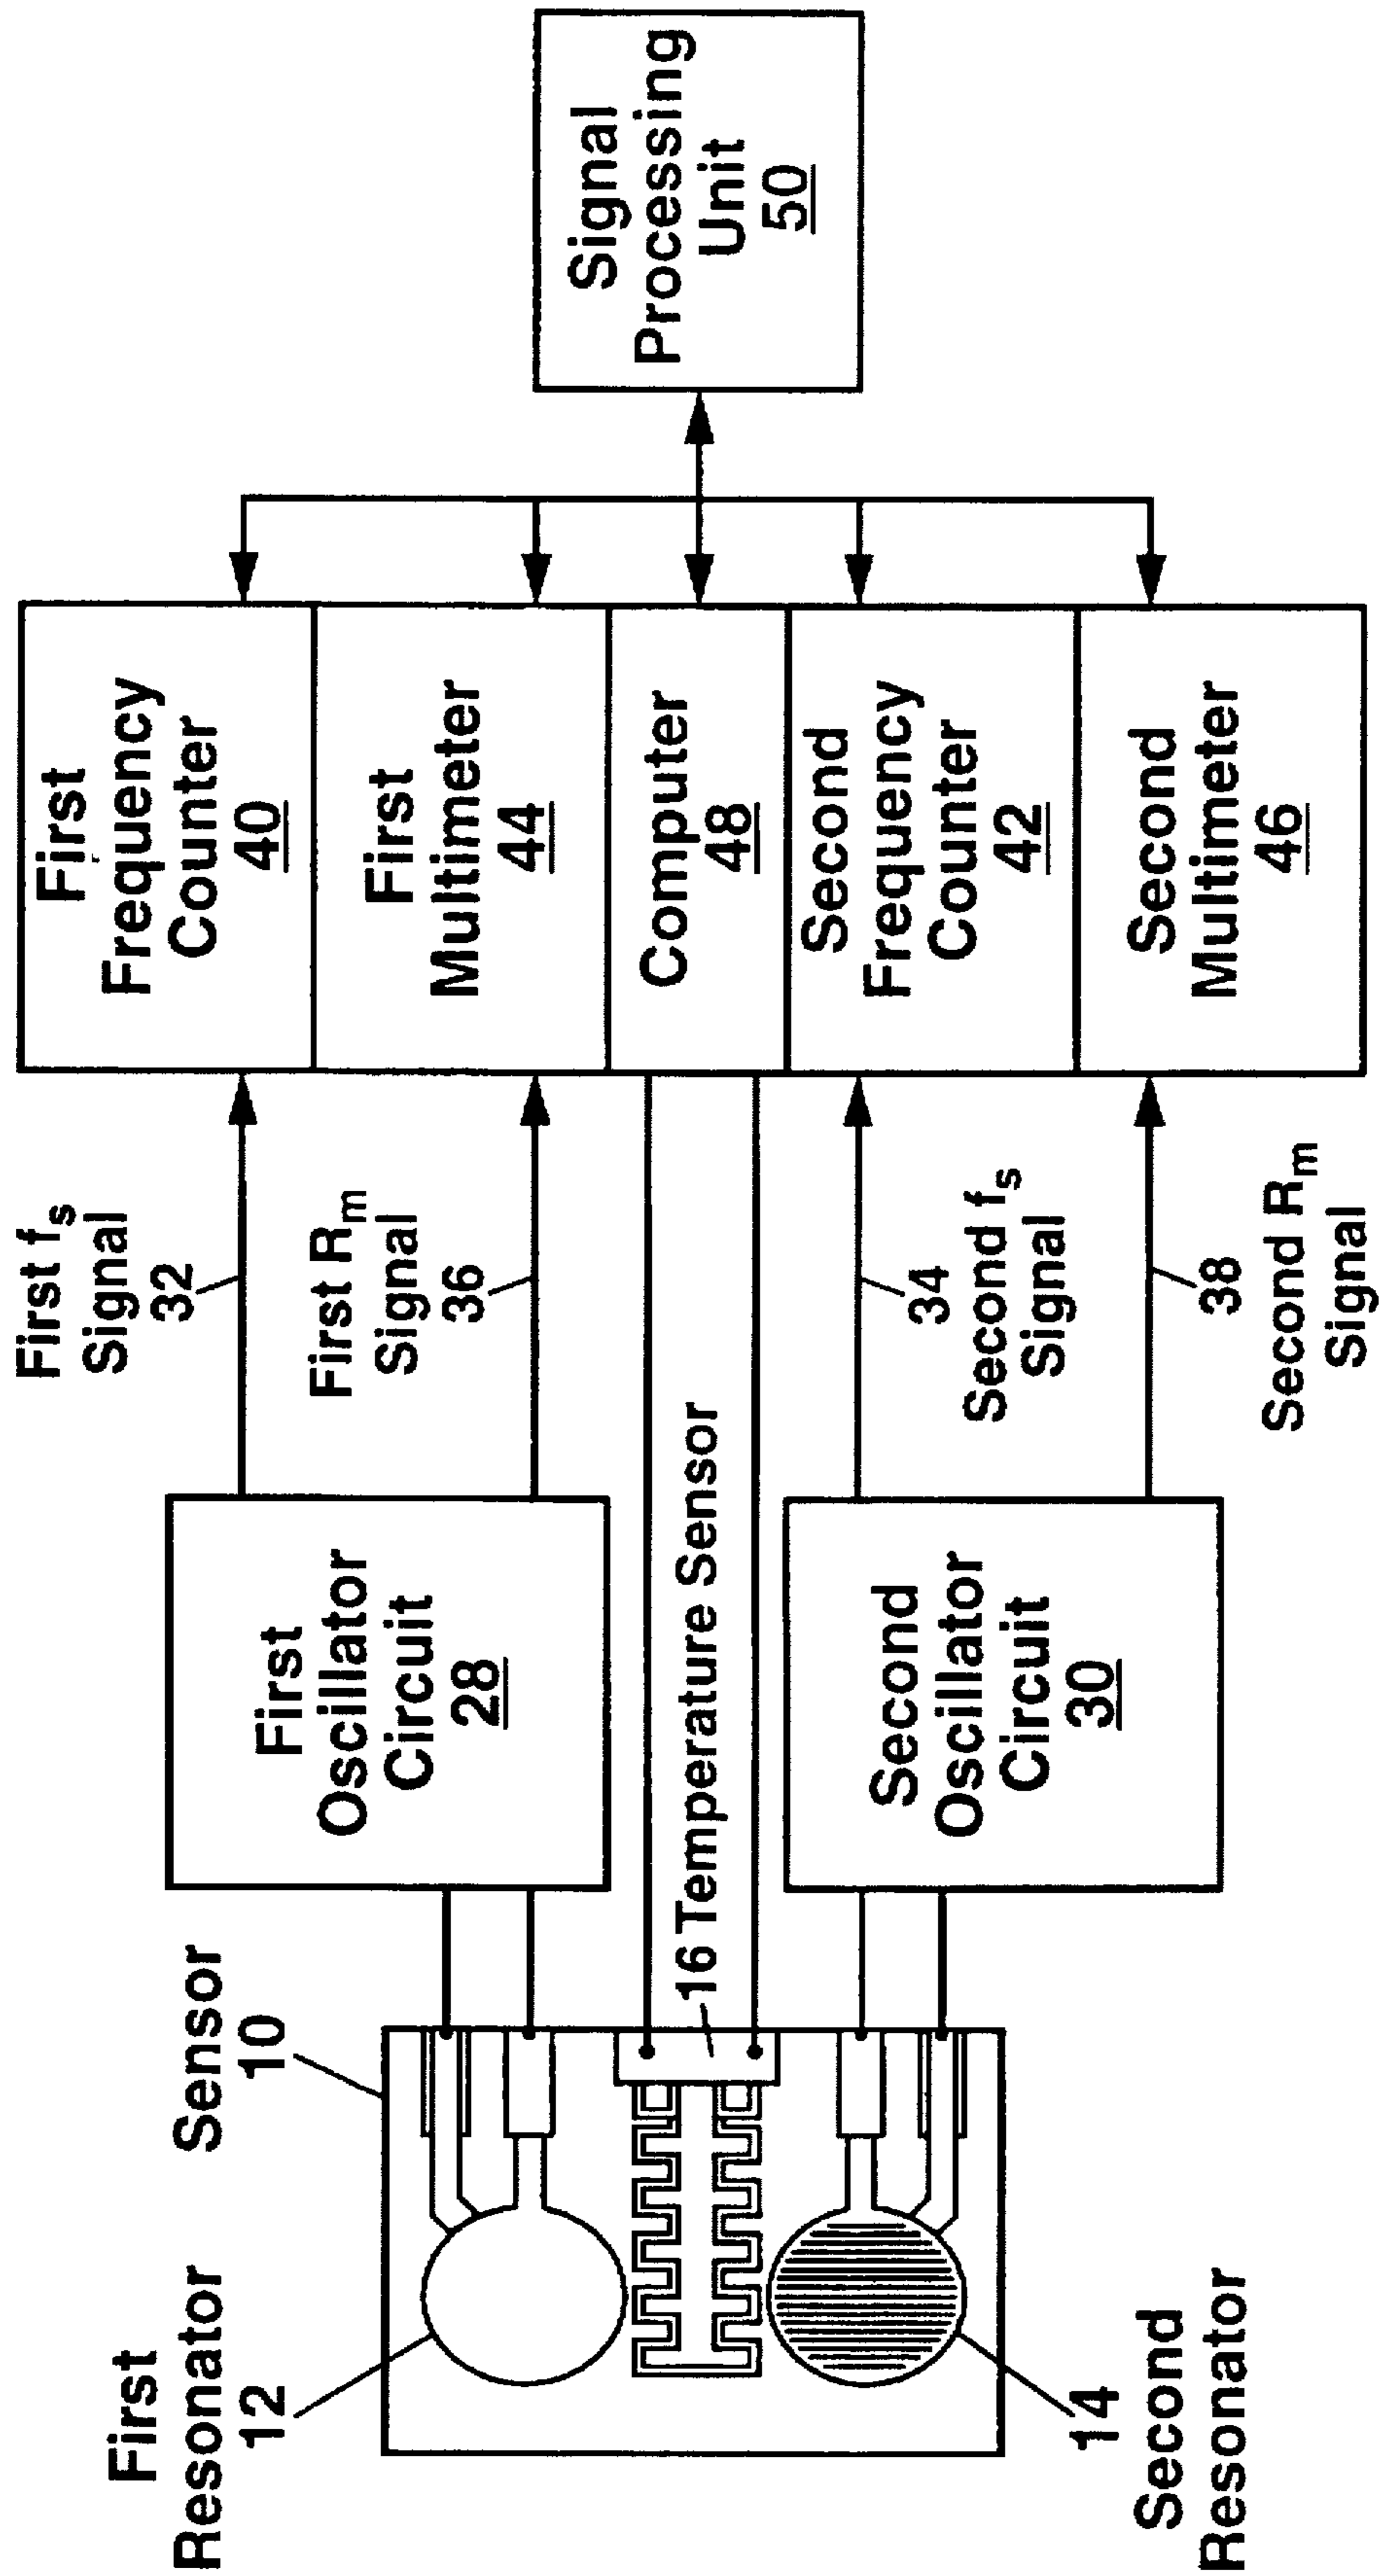 First
Resonator
12
Sensor
10
First
Oscillator
Circuit
28
First fs
Signal
32
First Rm
Signal
36
First
Frequency
Counter
40
First
Multimeter
44
Computer
48
Second
Frequency
Counter
42
Second
Multimeter
46
Signal
Processing
Unit
50
16 Temperature Sensor
Second
Oscillator
Circuit
30
34
Second fs
Signal
38
Second Rm
Signal
14
Second
Resonator